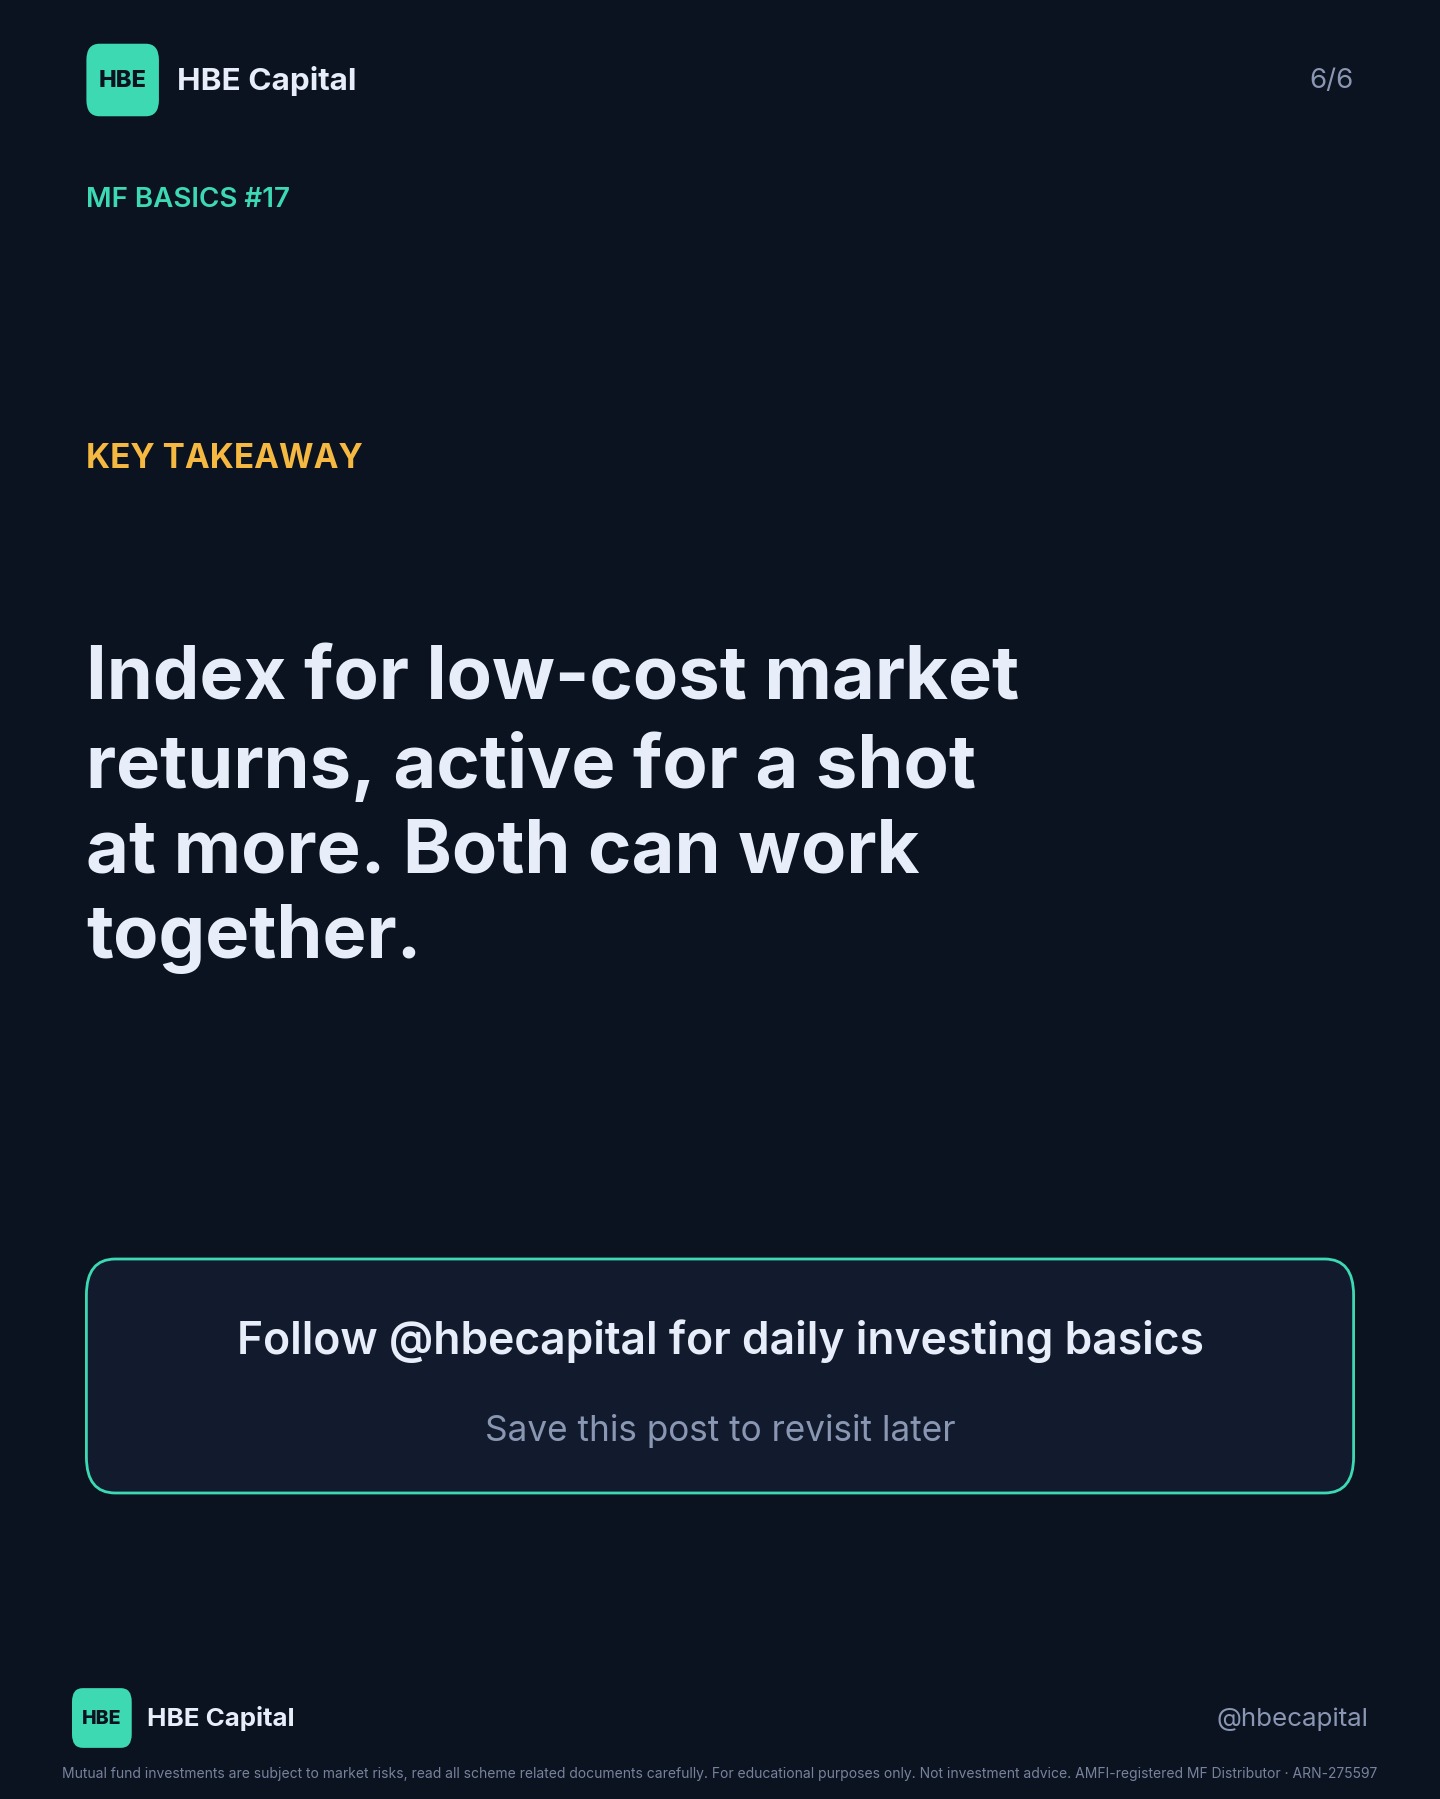 HBE HBE Capital 6/6
MF BASICS #17
KEY TAKEAWAY
Index for low-cost market
returns, active for a shot
at more. Both can work
together.
Follow @hbecapital for daily investing basics
Save this post to revisit later
HBE HBE Capital @hbecapital
Mutual fund investments are subject to market risks, read all scheme related documents carefully. For educational purposes only. Not investment advice. AMFI-registered MF Distributor · ARN-275597